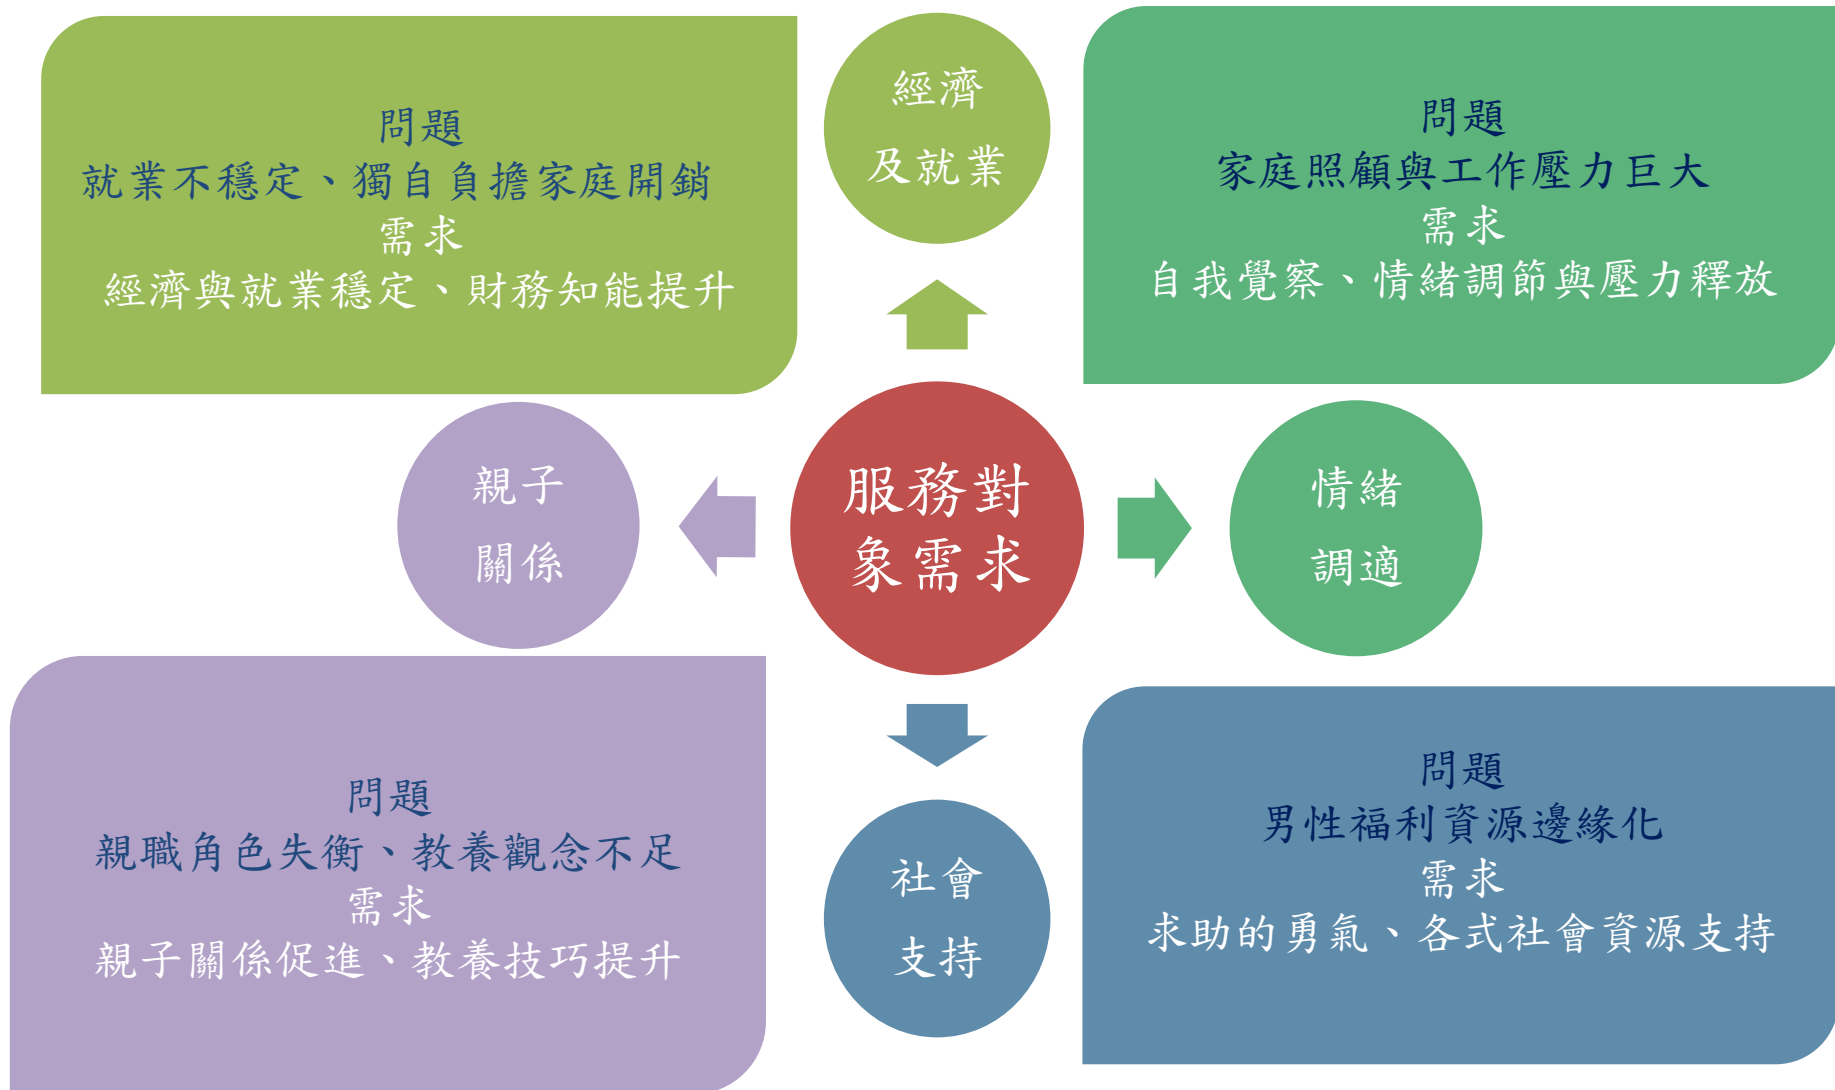 問題
就業不穩定、獨自負擔家庭開銷
需求
經濟與就業穩定、財務知能提升
經濟
及就業
問題
家庭照顧與工作壓力巨大
需求
自我覺察、情緒調節與壓力釋放
親子
關係
服務對
象需求
情緒
調適
問題
親職角色失衡、教養觀念不足
需求
親子關係促進、教養技巧提升
社會
支持
問題
男性福利資源邊緣化
需求
求助的勇氣、各式社會資源支持